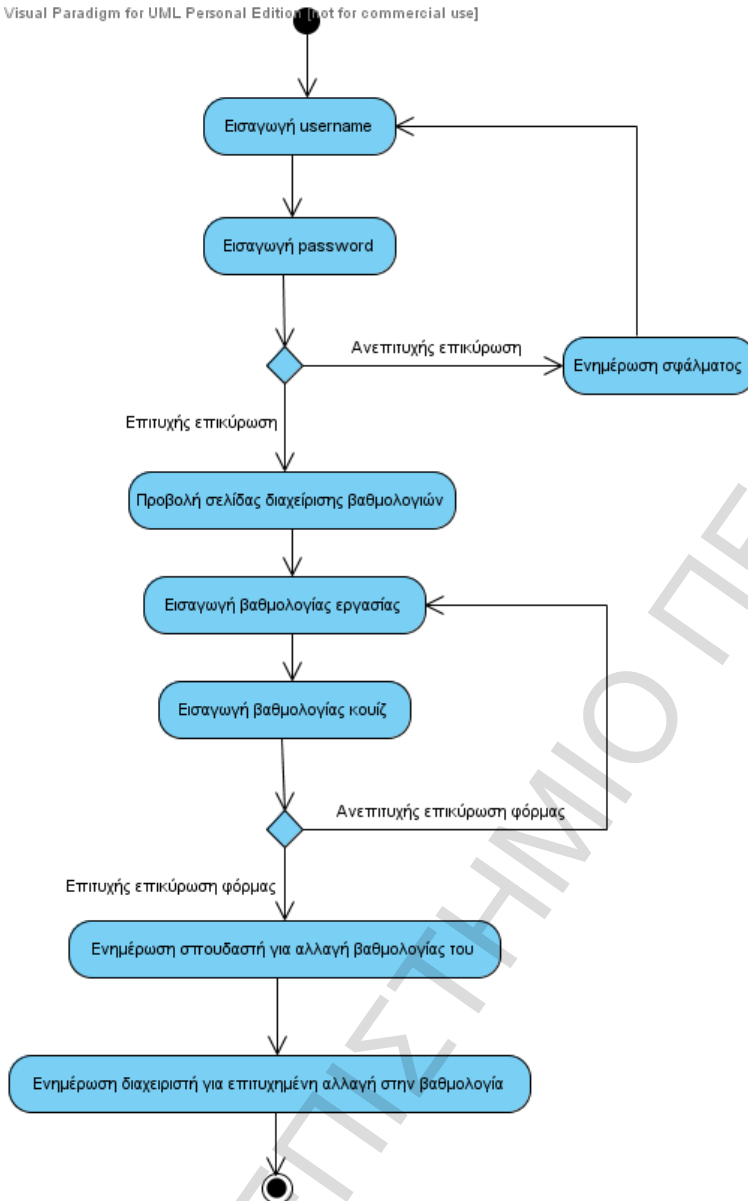 Visual Paradigm for UML Personal Edition [not for commercial use]
Εισαγωγή username
Εισαγωγή password
Ανεπιτυχής επικύρωση
Ενημέρωση σφάλματος
Επιτυχής επικύρωση
Προβολή σελίδας διαχείρισης βαθμολογιών
Εισαγωγή βαθμολογίας εργασίας
Εισαγωγή βαθμολογίας κουίζ
Ανεπιτυχής επικύρωση φόρμας
Επιτυχής επικύρωση φόρμας
Ενημέρωση σπουδαστή για αλλαγή βαθμολογίας του
Ενημέρωση διαχειριστή για επιτυχημένη αλλαγή στην βαθμολογία